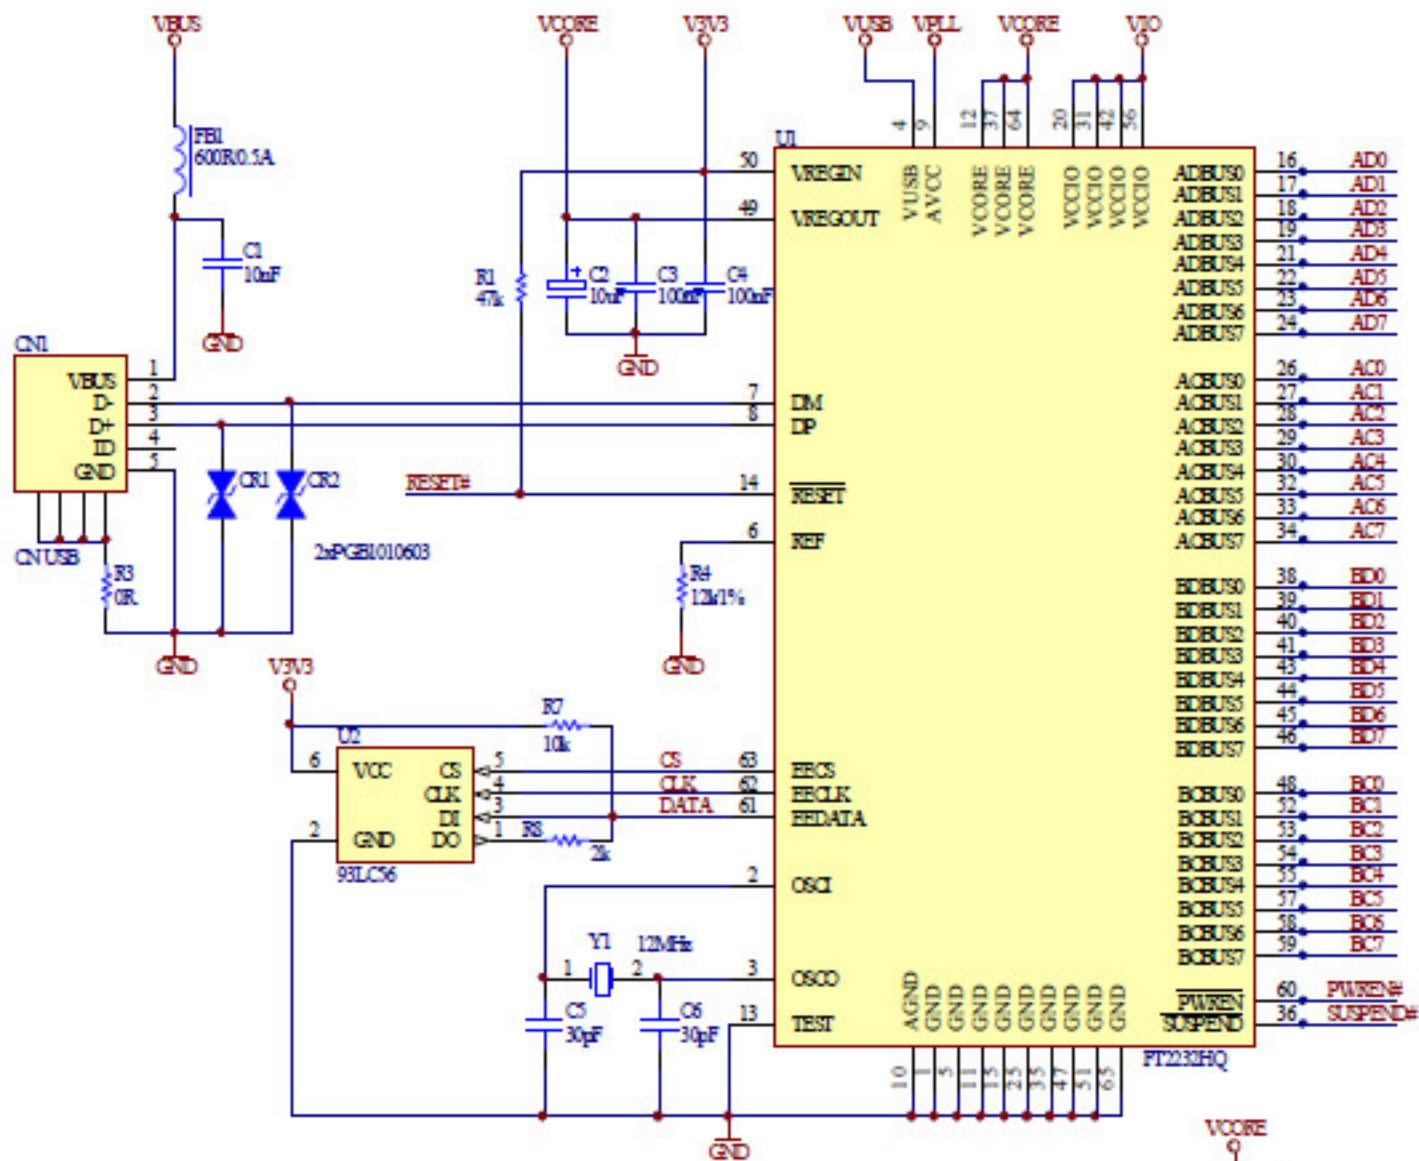 VBUS
VCORE
V3V3
VUSB
VPLL
VCORE
VIO
FB1
600R/0.5A
C1
10nF
GND
R1
47k
C2
10uF
C3
100nF
C4
100nF
GND
CN1
VBUS 1
D- 2
D+ 3
ID 4
GND 5
CN USB
R3
0R
CR1
CR2
2xPGB1010603
GND
RESET#
R4
12k/1%
GND
V3V3
U2
6 VCC
2 GND
CS 5
CLK 4
DI 3
DO 1
93LC56
R7
10k
R8
2k
CS
CLK
DATA
Y1
12MHz
1
2
C5
30pF
C6
30pF
GND
U1
4 VUSB
9 AVCC
12 VCORE
37 VCORE
64 VCORE
20 VCCIO
31 VCCIO
42 VCCIO
56 VCCIO
50 VREGIN
49 VREGOUT
7 DM
8 DP
14 RESET
6 REF
63 EECS
62 EECLK
61 EEDATA
2 OSCI
3 OSCO
13 TEST
ADBUS0 16 AD0
ADBUS1 17 AD1
ADBUS2 18 AD2
ADBUS3 19 AD3
ADBUS4 21 AD4
ADBUS5 22 AD5
ADBUS6 23 AD6
ADBUS7 24 AD7
ACBUS0 26 AC0
ACBUS1 27 AC1
ACBUS2 28 AC2
ACBUS3 29 AC3
ACBUS4 30 AC4
ACBUS5 32 AC5
ACBUS6 33 AC6
ACBUS7 34 AC7
BDBUS0 38 BD0
BDBUS1 39 BD1
BDBUS2 40 BD2
BDBUS3 41 BD3
BDBUS4 43 BD4
BDBUS5 44 BD5
BDBUS6 45 BD6
BDBUS7 46 BD7
BCBUS0 48 BC0
BCBUS1 52 BC1
BCBUS2 53 BC2
BCBUS3 54 BC3
BCBUS4 55 BC4
BCBUS5 57 BC5
BCBUS6 58 BC6
BCBUS7 59 BC7
PWREN 60 PWREN#
SUSPEND 36 SUSPEND#
AGND 10
GND 1
GND 5
GND 11
GND 15
GND 25
GND 35
GND 47
GND 51
GND 65
FT2232HQ
VCORE